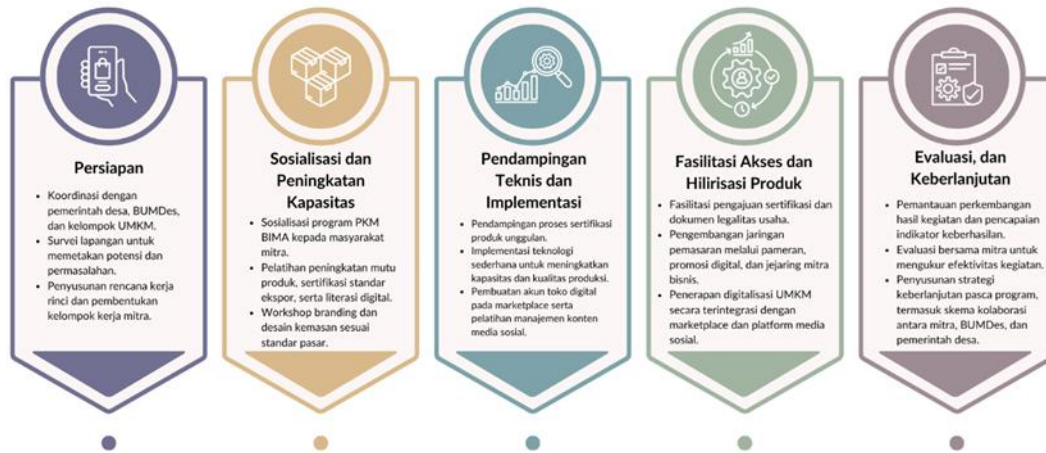 Persiapan
• Koordinasi dengan
pemerintah desa, BUMDes,
dan kelompok UMKM.
• Survei lapangan untuk
memetakan potensi dan
permasalahan.
• Penyusunan rencana kerja
rinci dan pembentukan
kelompok kerja mitra.
Sosialisasi dan
Peningkatan
Kapasitas
• Sosialisasi program PKM
BIMA kepada masyarakat
mitra.
• Pelatihan peningkatan mutu
produk, sertifikasi standar
ekspor, serta literasi digital.
• Workshop branding dan
desain kemasan sesuai
standar pasar.
Pendampingan
Teknis dan
Implementasi
• Pendampingan proses sertifikasi
produk unggulan.
• Implementasi teknologi
sederhana untuk meningkatkan
kapasitas dan kualitas produksi.
• Pembuatan akun toko digital
pada marketplace serta
pelatihan manajemen konten
media sosial.
Fasilitasi Akses dan
Hilirisasi Produk
• Fasilitasi pengajuan sertifikasi dan
dokumen legalitas usaha.
• Pengembangan jaringan
pemasaran melalui pameran,
promosi digital, dan jejaring mitra
bisnis.
• Penerapan digitalisasi UMKM
secara terintegrasi dengan
marketplace dan platform media
sosial.
Evaluasi, dan
Keberlanjutan
• Pemantauan perkembangan
hasil kegiatan dan pencapaian
indikator keberhasilan.
• Evaluasi bersama mitra untuk
mengukur efektivitas kegiatan.
• Penyusunan strategi
keberlanjutan pasca program,
termasuk skema kolaborasi
antara mitra, BUMDes, dan
pemerintah desa.